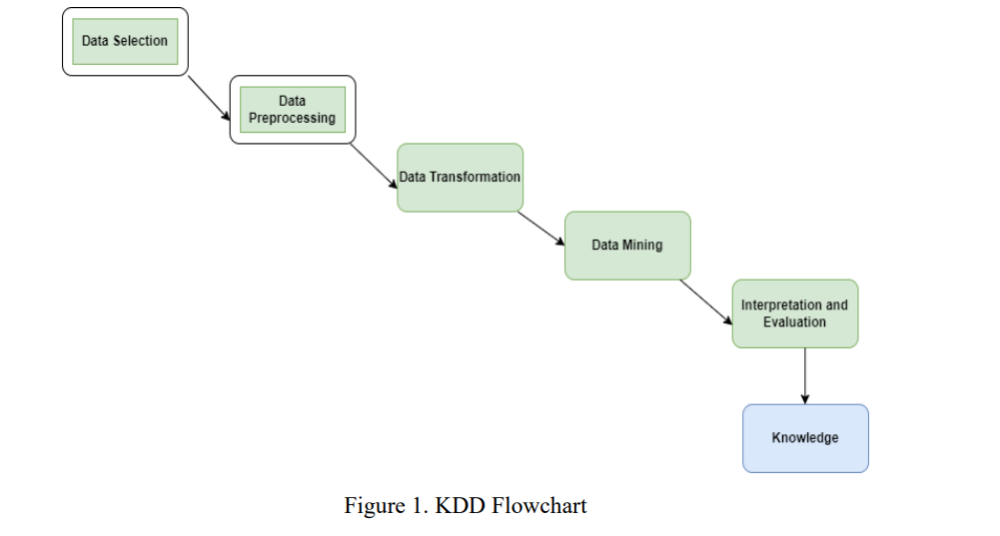 Data Selection
Data
Preprocessing
Data Transformation
Data Mining
Interpretation and
Evaluation
Knowledge
Figure 1. KDD Flowchart